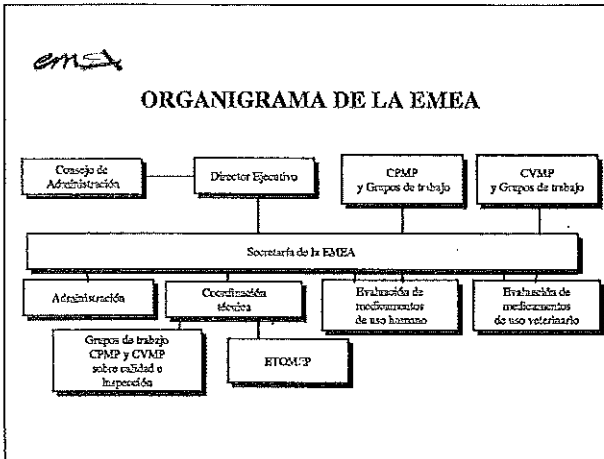 emea
ORGANIGRAMA DE LA EMEA
Consejo de
Administración
Director Ejecutivo
CPMP
y Grupos de trabajo
CVMP
y Grupos de trabajo
Secretaría de la EMEA
Administración
Coordinación
técnica
Evaluación de
medicamentos
de uso humano
Evaluación de
medicamentos
de uso veterinario
Grupos de trabajo
CPMP y CVMP
sobre calidad e
inspección